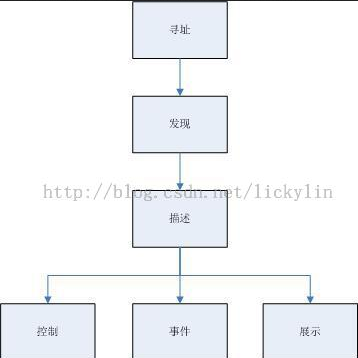 寻址
发现
http://blog.csdn.net/lickylin
描述
控制 事件 展示